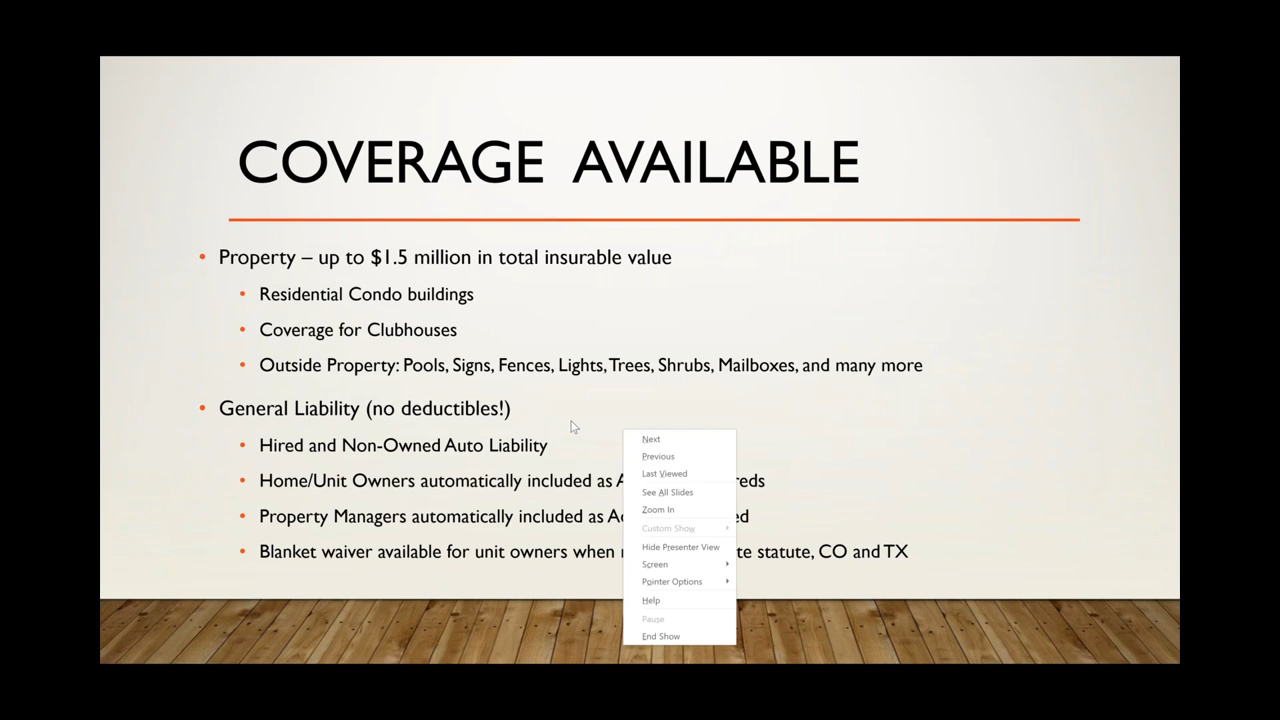 COVERAGE AVAILABLE
• Property – up to $1.5 million in total insurable value
• Residential Condo buildings
• Coverage for Clubhouses
• Outside Property: Pools, Signs, Fences, Lights, Trees, Shrubs, Mailboxes, and many more
• General Liability (no deductibles!)
• Hired and Non-Owned Auto Liability
• Home/Unit Owners automatically included as
• Property Managers automatically included as
• Blanket waiver available for unit owners when statute, CO and TX
Next
Previous
Last Viewed
See All Slides
Zoom In
Custom Show
Hide Presenter View
Screen
Pointer Options
Help
Pause
End Show